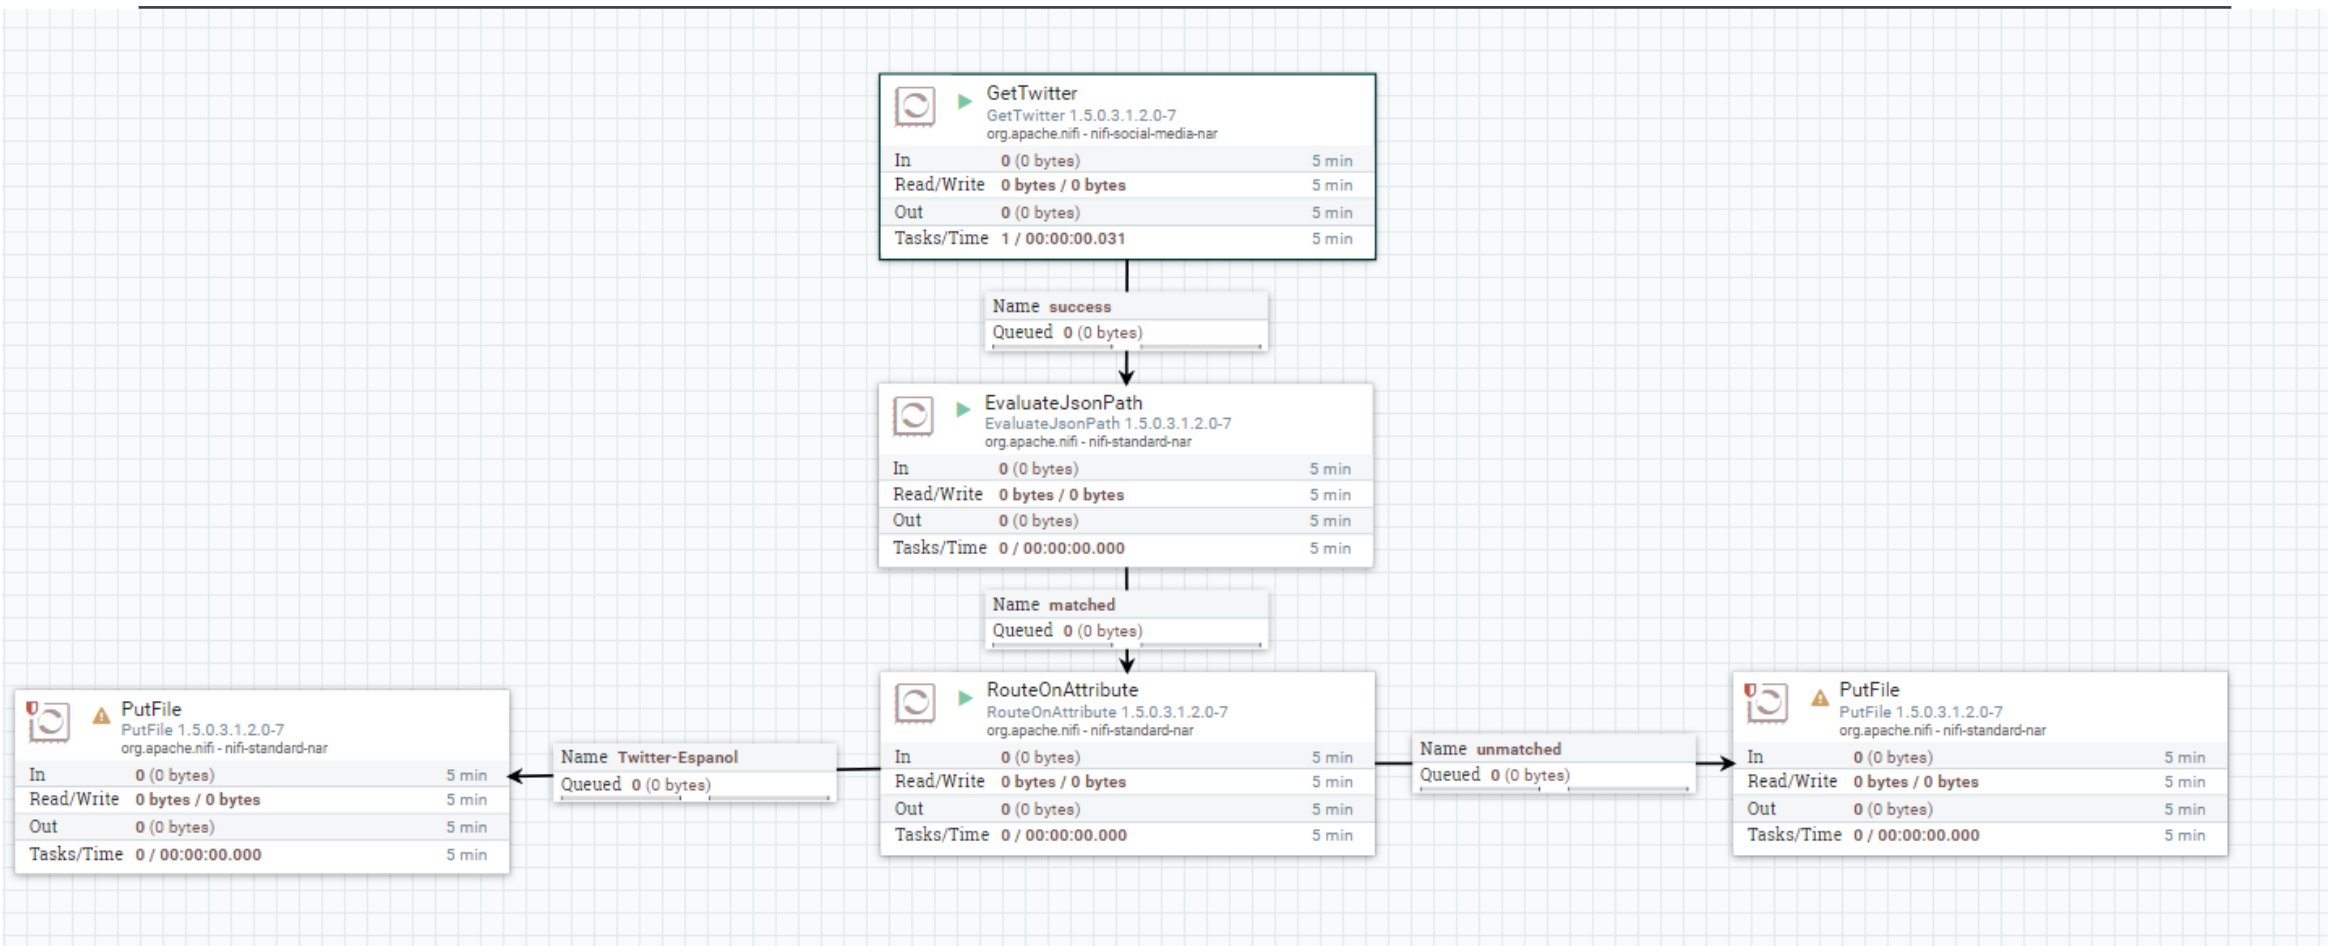 GetTwitter
GetTwitter 1.5.0.3.1.2.0-7
org.apache.nifi - nifi-social-media-nar
In 0 (0 bytes) 5 min
Read/Write 0 bytes / 0 bytes 5 min
Out 0 (0 bytes) 5 min
Tasks/Time 1 / 00:00:00.031 5 min
Name success
Queued 0 (0 bytes)
EvaluateJsonPath
EvaluateJsonPath 1.5.0.3.1.2.0-7
org.apache.nifi - nifi-standard-nar
In 0 (0 bytes) 5 min
Read/Write 0 bytes / 0 bytes 5 min
Out 0 (0 bytes) 5 min
Tasks/Time 0 / 00:00:00.000 5 min
Name matched
Queued 0 (0 bytes)
PutFile
PutFile 1.5.0.3.1.2.0-7
org.apache.nifi - nifi-standard-nar
In 0 (0 bytes) 5 min
Read/Write 0 bytes / 0 bytes 5 min
Out 0 (0 bytes) 5 min
Tasks/Time 0 / 00:00:00.000 5 min
Name Twitter-Espanol
Queued 0 (0 bytes)
RouteOnAttribute
RouteOnAttribute 1.5.0.3.1.2.0-7
org.apache.nifi - nifi-standard-nar
In 0 (0 bytes) 5 min
Read/Write 0 bytes / 0 bytes 5 min
Out 0 (0 bytes) 5 min
Tasks/Time 0 / 00:00:00.000 5 min
Name unmatched
Queued 0 (0 bytes)
PutFile
PutFile 1.5.0.3.1.2.0-7
org.apache.nifi - nifi-standard-nar
In 0 (0 bytes) 5 min
Read/Write 0 bytes / 0 bytes 5 min
Out 0 (0 bytes) 5 min
Tasks/Time 0 / 00:00:00.000 5 min